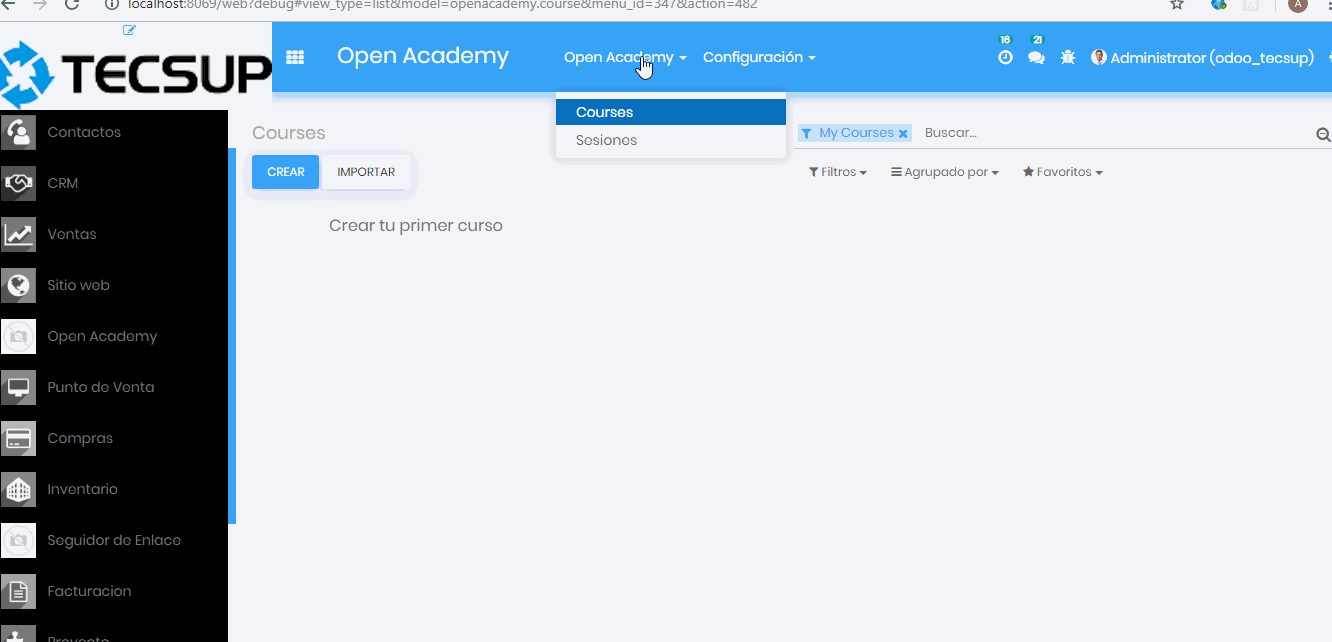 localhost:8069/web?debug#view_type=list&model=openacademy.course&menu_id=347&action=482
A
TECSUP
Open Academy
Open Academy
Configuración
16
21
Administrator (odoo_tecsup)
Courses
Sesiones
Contactos
CRM
Ventas
Sitio web
Open Academy
Punto de Venta
Compras
Inventario
Seguidor de Enlace
Facturacion
Proyecto
Courses
CREAR
IMPORTAR
My Courses
Buscar...
Filtros
Agrupado por
Favoritos
Crear tu primer curso